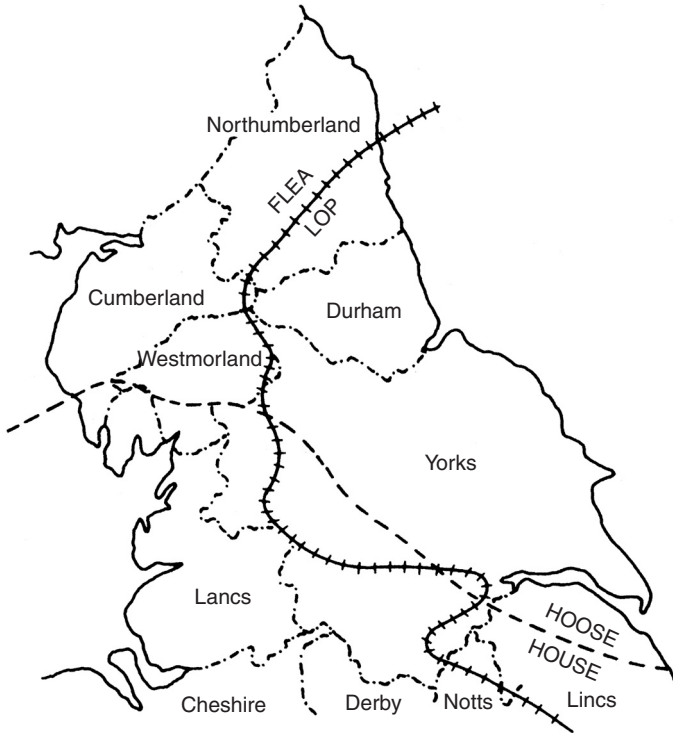 Northumberland
FLEA
LOP
Cumberland
Durham
Westmorland
Yorks
Lancs
HOOSE
HOUSE
Cheshire
Derby
Notts
Lincs